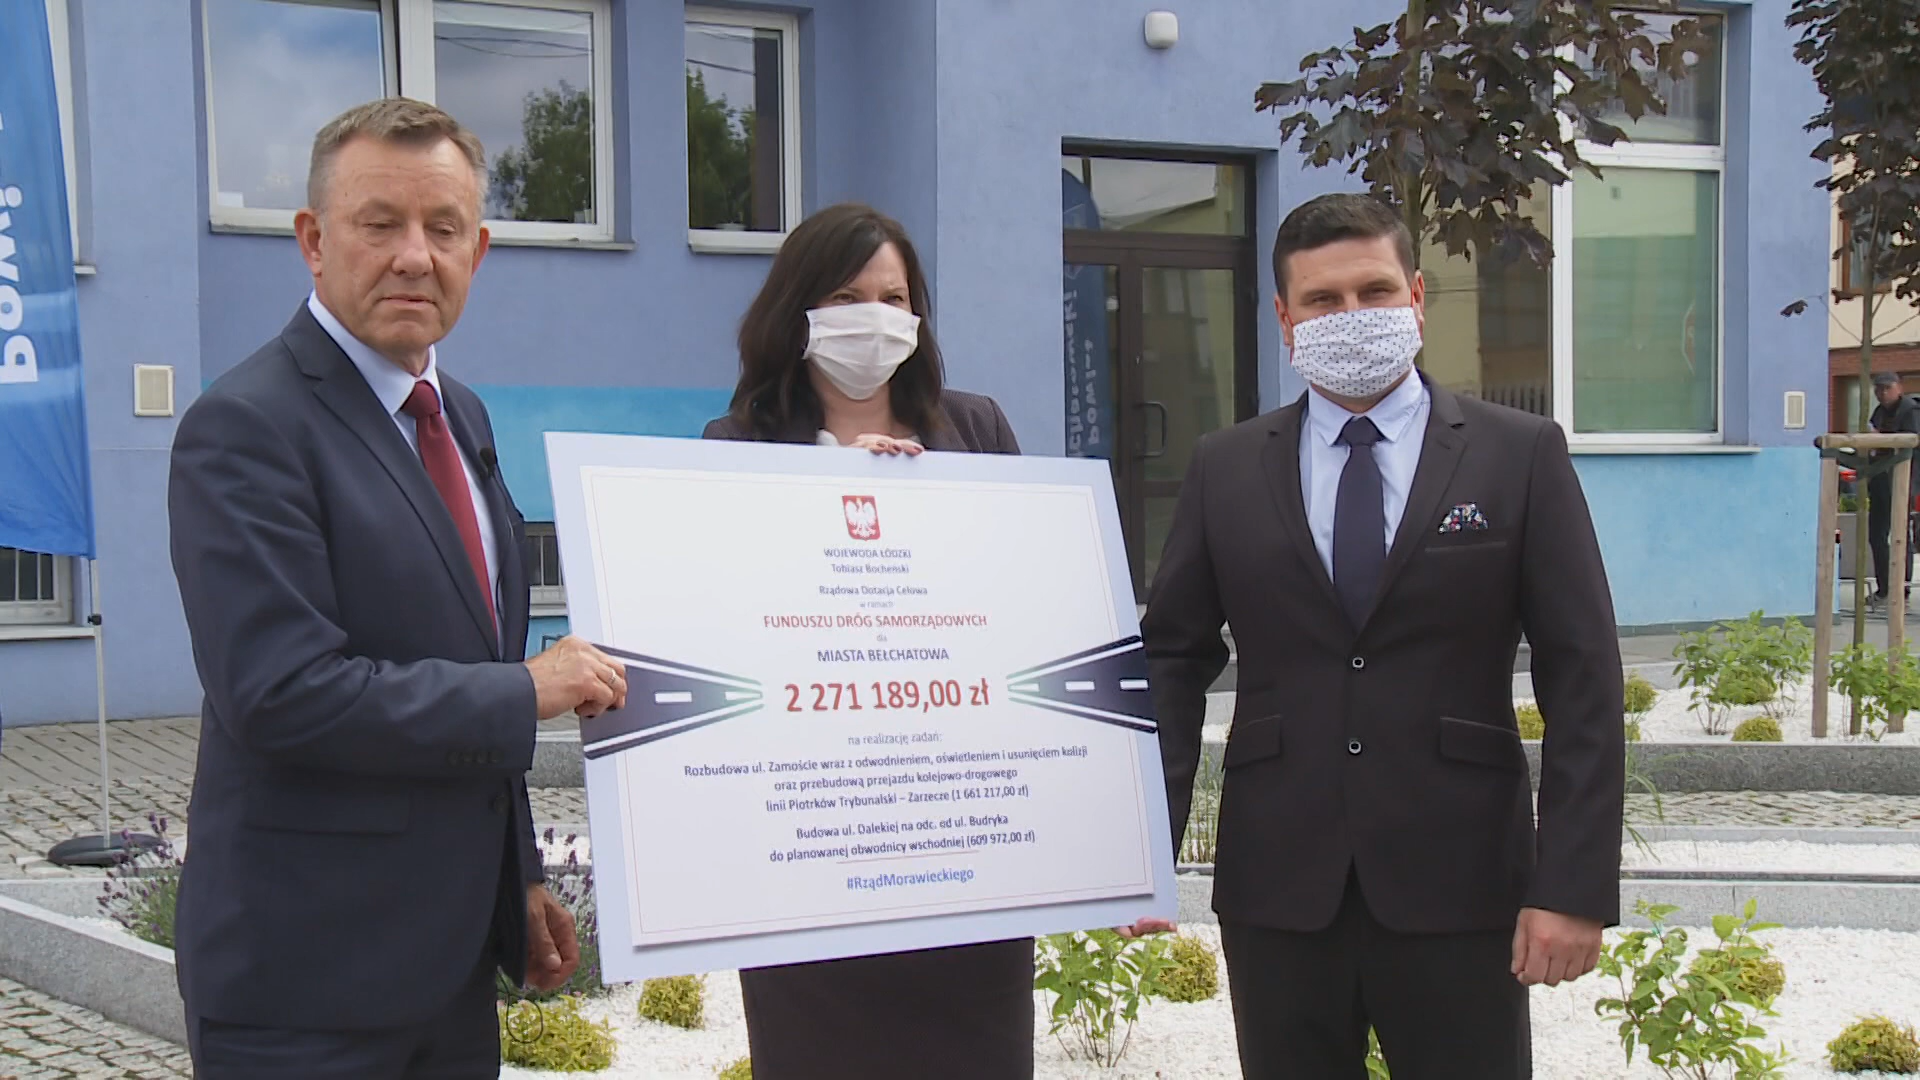 Powi
WOJEWODA ŁÓDZKI
Tobiasz Bocheński
Rządowa Dotacja Celowa
w ramach
FUNDUSZU DRÓG SAMORZĄDOWYCH
dla
MIASTA BEŁCHATOWA
2 271 189,00 zł
na realizację zadań:
Rozbudowa ul. Zamoście wraz z odwodnieniem, oświetleniem i usunięciem kolizji
oraz przebudową przejazdu kolejowo-drogowego
linii Piotrków Trybunalski – Zarzecze (1 661 217,00 zł)
Budowa ul. Dalekiej na odc. od ul. Budryka
do planowanej obwodnicy wschodniej (609 972,00 zł)
#RządMorawieckiego